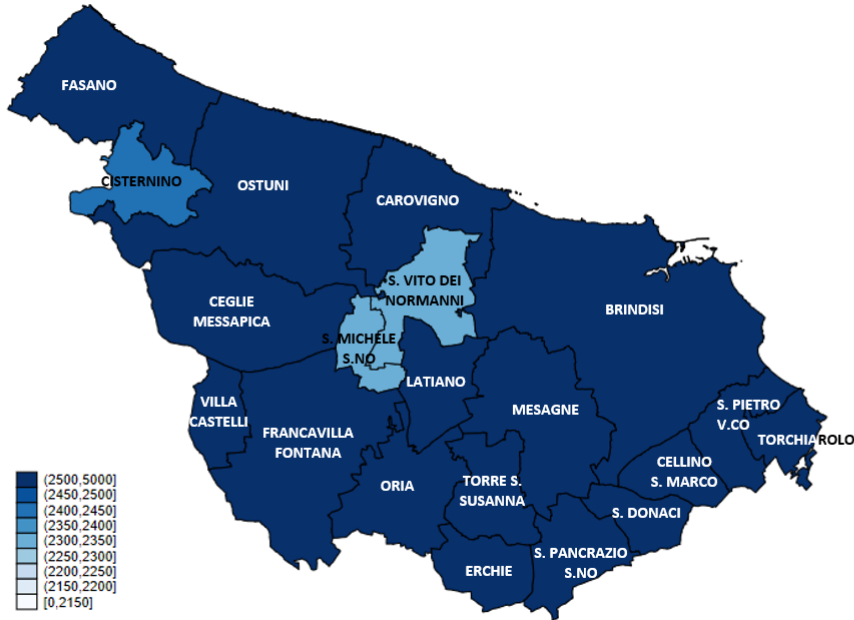 FASANO
CISTERNINO
OSTUNI
CAROVIGNO
S. VITO DEI
NORMANNI
CEGLIE
MESSAPICA
BRINDISI
S. MICHELE
S.NO
LATIANO
VILLA
CASTELLI
MESAGNE
S. PIETRO
V.CO
FRANCAVILLA
FONTANA
TORCHIAROLO
CELLINO
S. MARCO
ORIA
TORRE S.
SUSANNA
S. DONACI
S. PANCRAZIO
S.NO
ERCHIE
(2500,5000]
(2450,2500]
(2400,2450]
(2350,2400]
(2300,2350]
(2250,2300]
(2200,2250]
(2150,2200]
[0,2150]